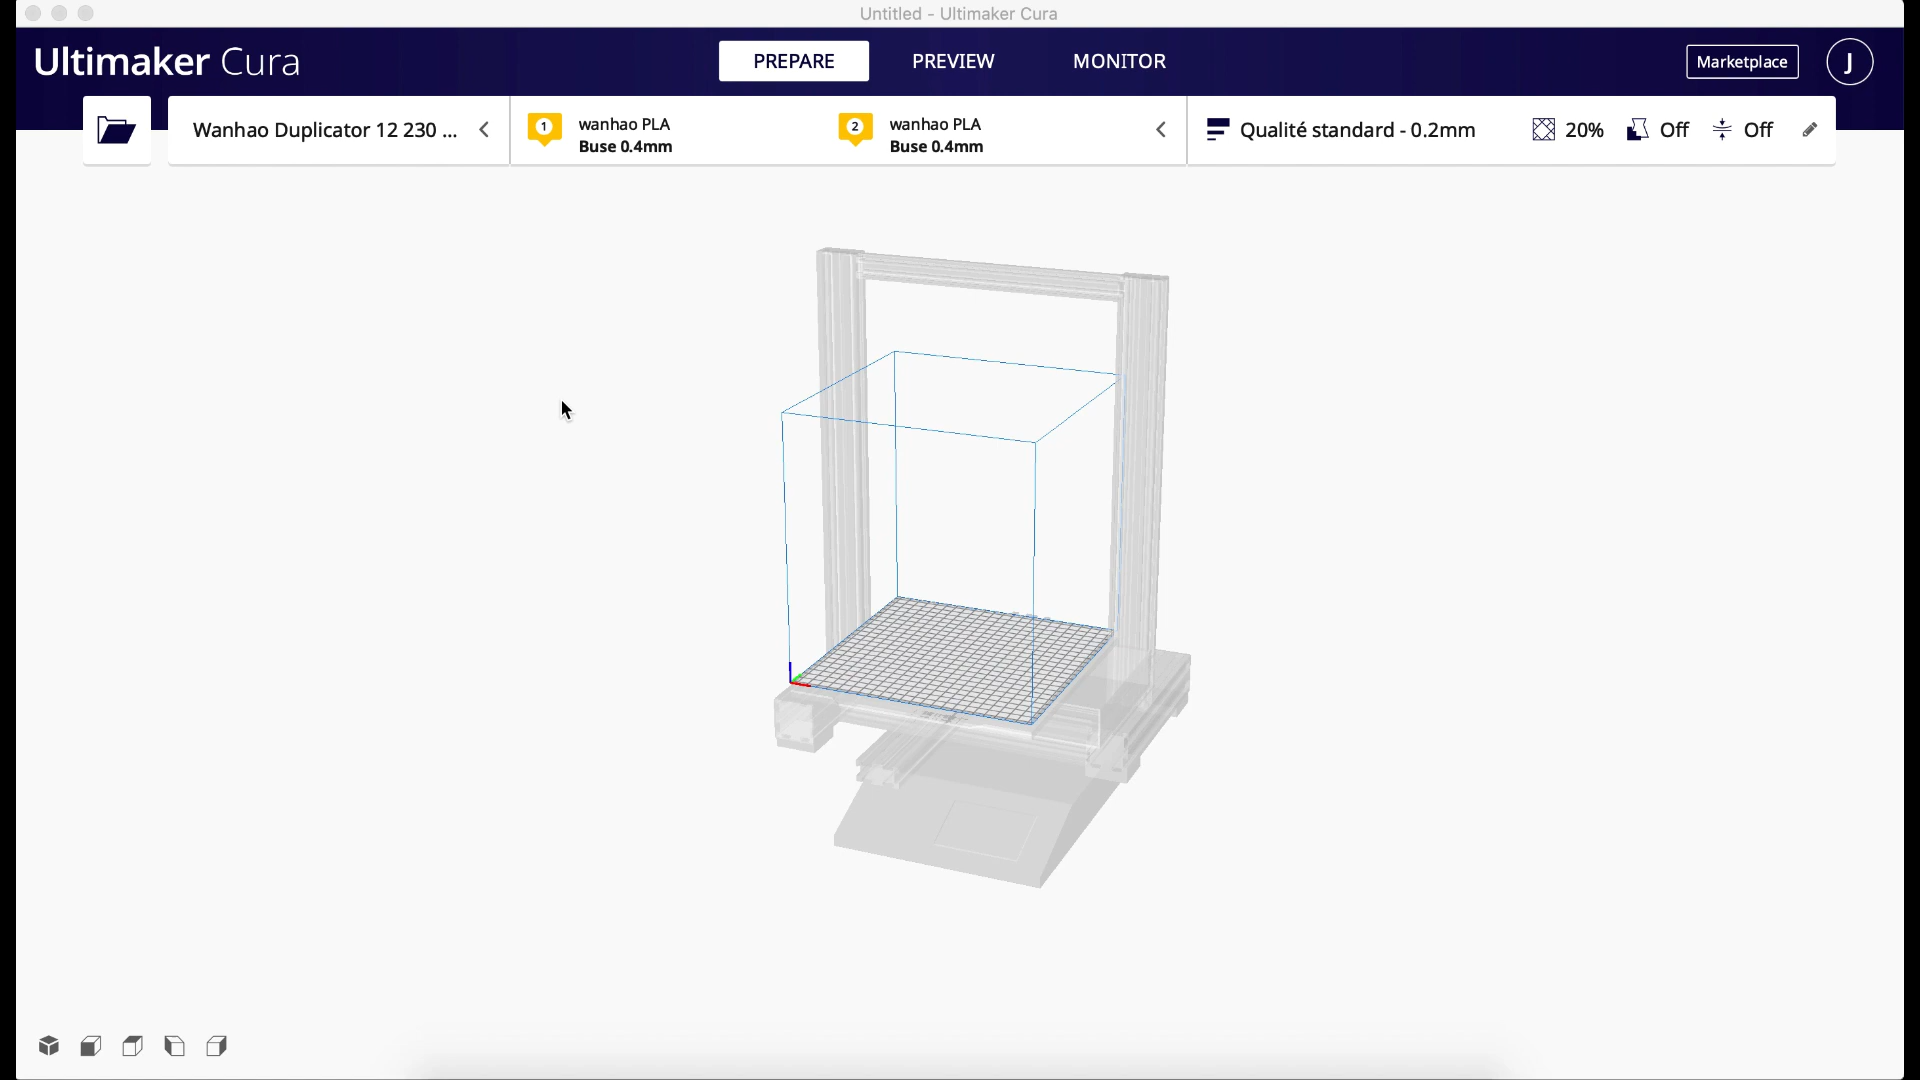 Untitled - Ultimaker Cura
Ultimaker Cura
PREPARE
PREVIEW
MONITOR
Marketplace
J
Wanhao Duplicator 12 230 ...
1
wanhao PLA
Buse 0.4mm
2
wanhao PLA
Buse 0.4mm
Qualité standard - 0.2mm
20%
Off
Off